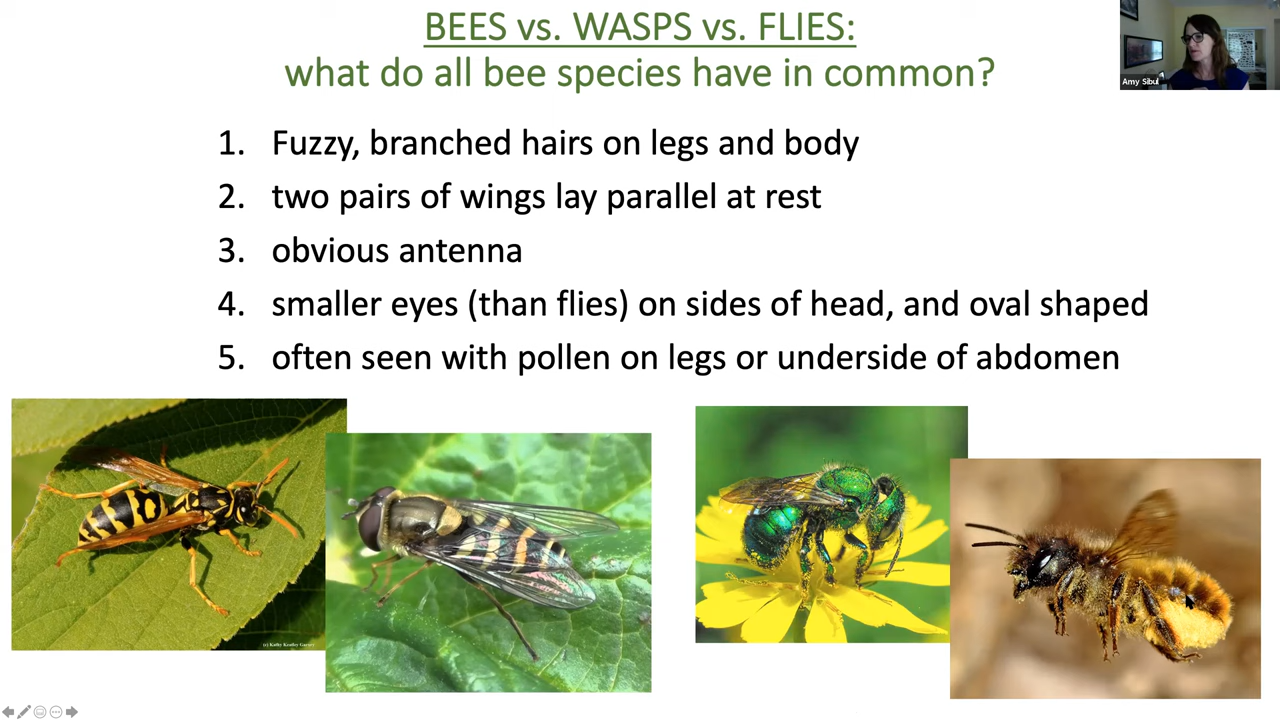 BEES vs. WASPS vs. FLIES:
what do all bee species have in common?
Amy Sibul
1. Fuzzy, branched hairs on legs and body
2. two pairs of wings lay parallel at rest
3. obvious antenna
4. smaller eyes (than flies) on sides of head, and oval shaped
5. often seen with pollen on legs or underside of abdomen
(c) Kathy Keatley Garvey